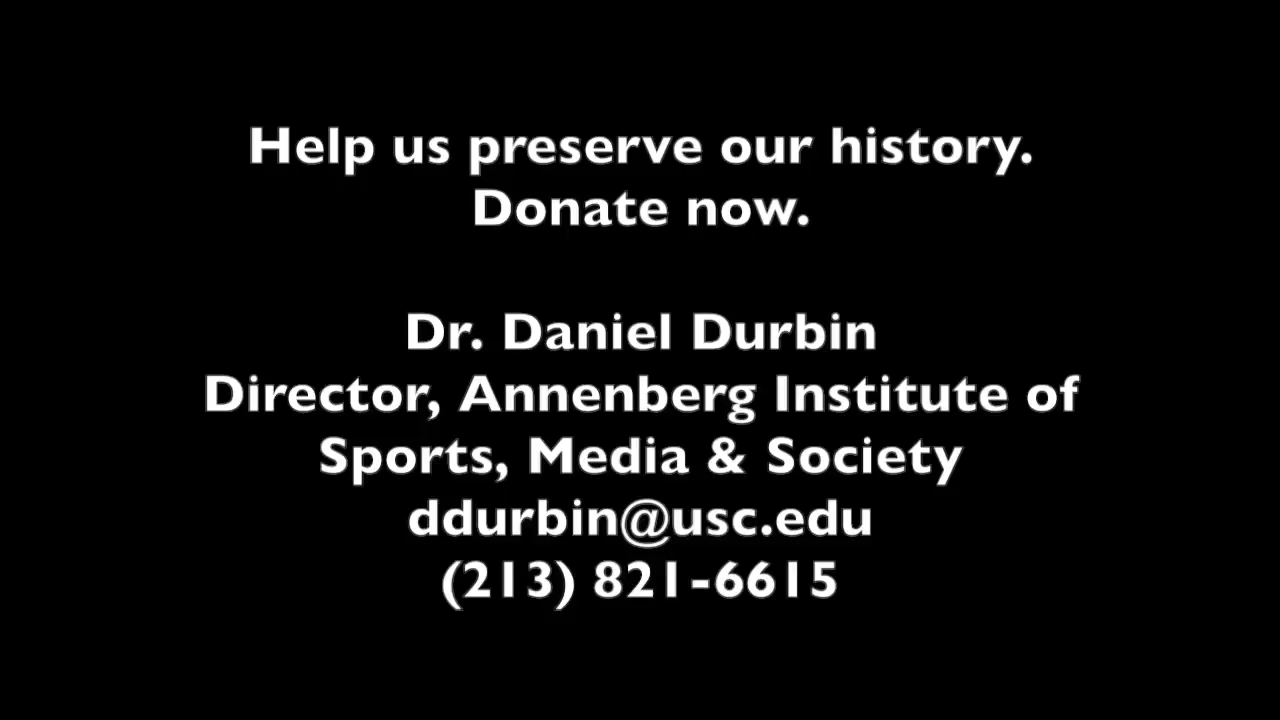 Help us preserve our history.
Donate now.
Dr. Daniel Durbin
Director, Annenberg Institute of
Sports, Media & Society
ddurbin@usc.edu
(213) 821-6615